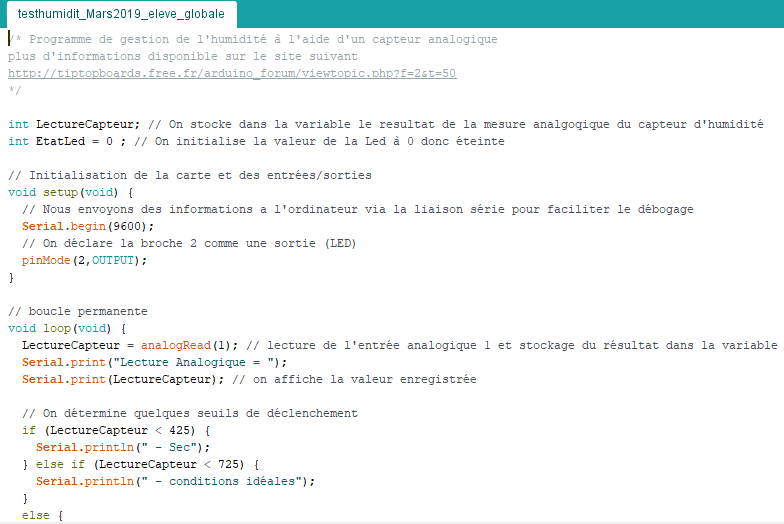 testhumidit_Mars2019_eleve_globale
/* Programme de gestion de l'humidité à l'aide d'un capteur analogique
plus d'informations disponible sur le site suivant
http://tiptopboards.free.fr/arduino_forum/viewtopic.php?f=2&t=50
*/
int LectureCapteur; // On stocke dans la variable le resultat de la mesure analgoqique du capteur d'humidité
int EtatLed = 0 ; // On initialise la valeur de la Led à 0 donc éteinte
// Initialisation de la carte et des entrées/sorties
void setup(void) {
// Nous envoyons des informations a l'ordinateur via la liaison série pour faciliter le débogage
Serial.begin(9600);
// On déclare la broche 2 comme une sortie (LED)
pinMode(2,OUTPUT);
}
// boucle permanente
void loop(void) {
LectureCapteur = analogRead(1); // lecture de l'entrée analogique 1 et stockage du résultat dans la variable
Serial.print("Lecture Analogique = ");
Serial.print(LectureCapteur); // on affiche la valeur enregistrée
// On détermine quelques seuils de déclenchement
if (LectureCapteur < 425) {
Serial.println(" - Sec");
} else if (LectureCapteur < 725) {
Serial.println(" - conditions idéales");
}
else {